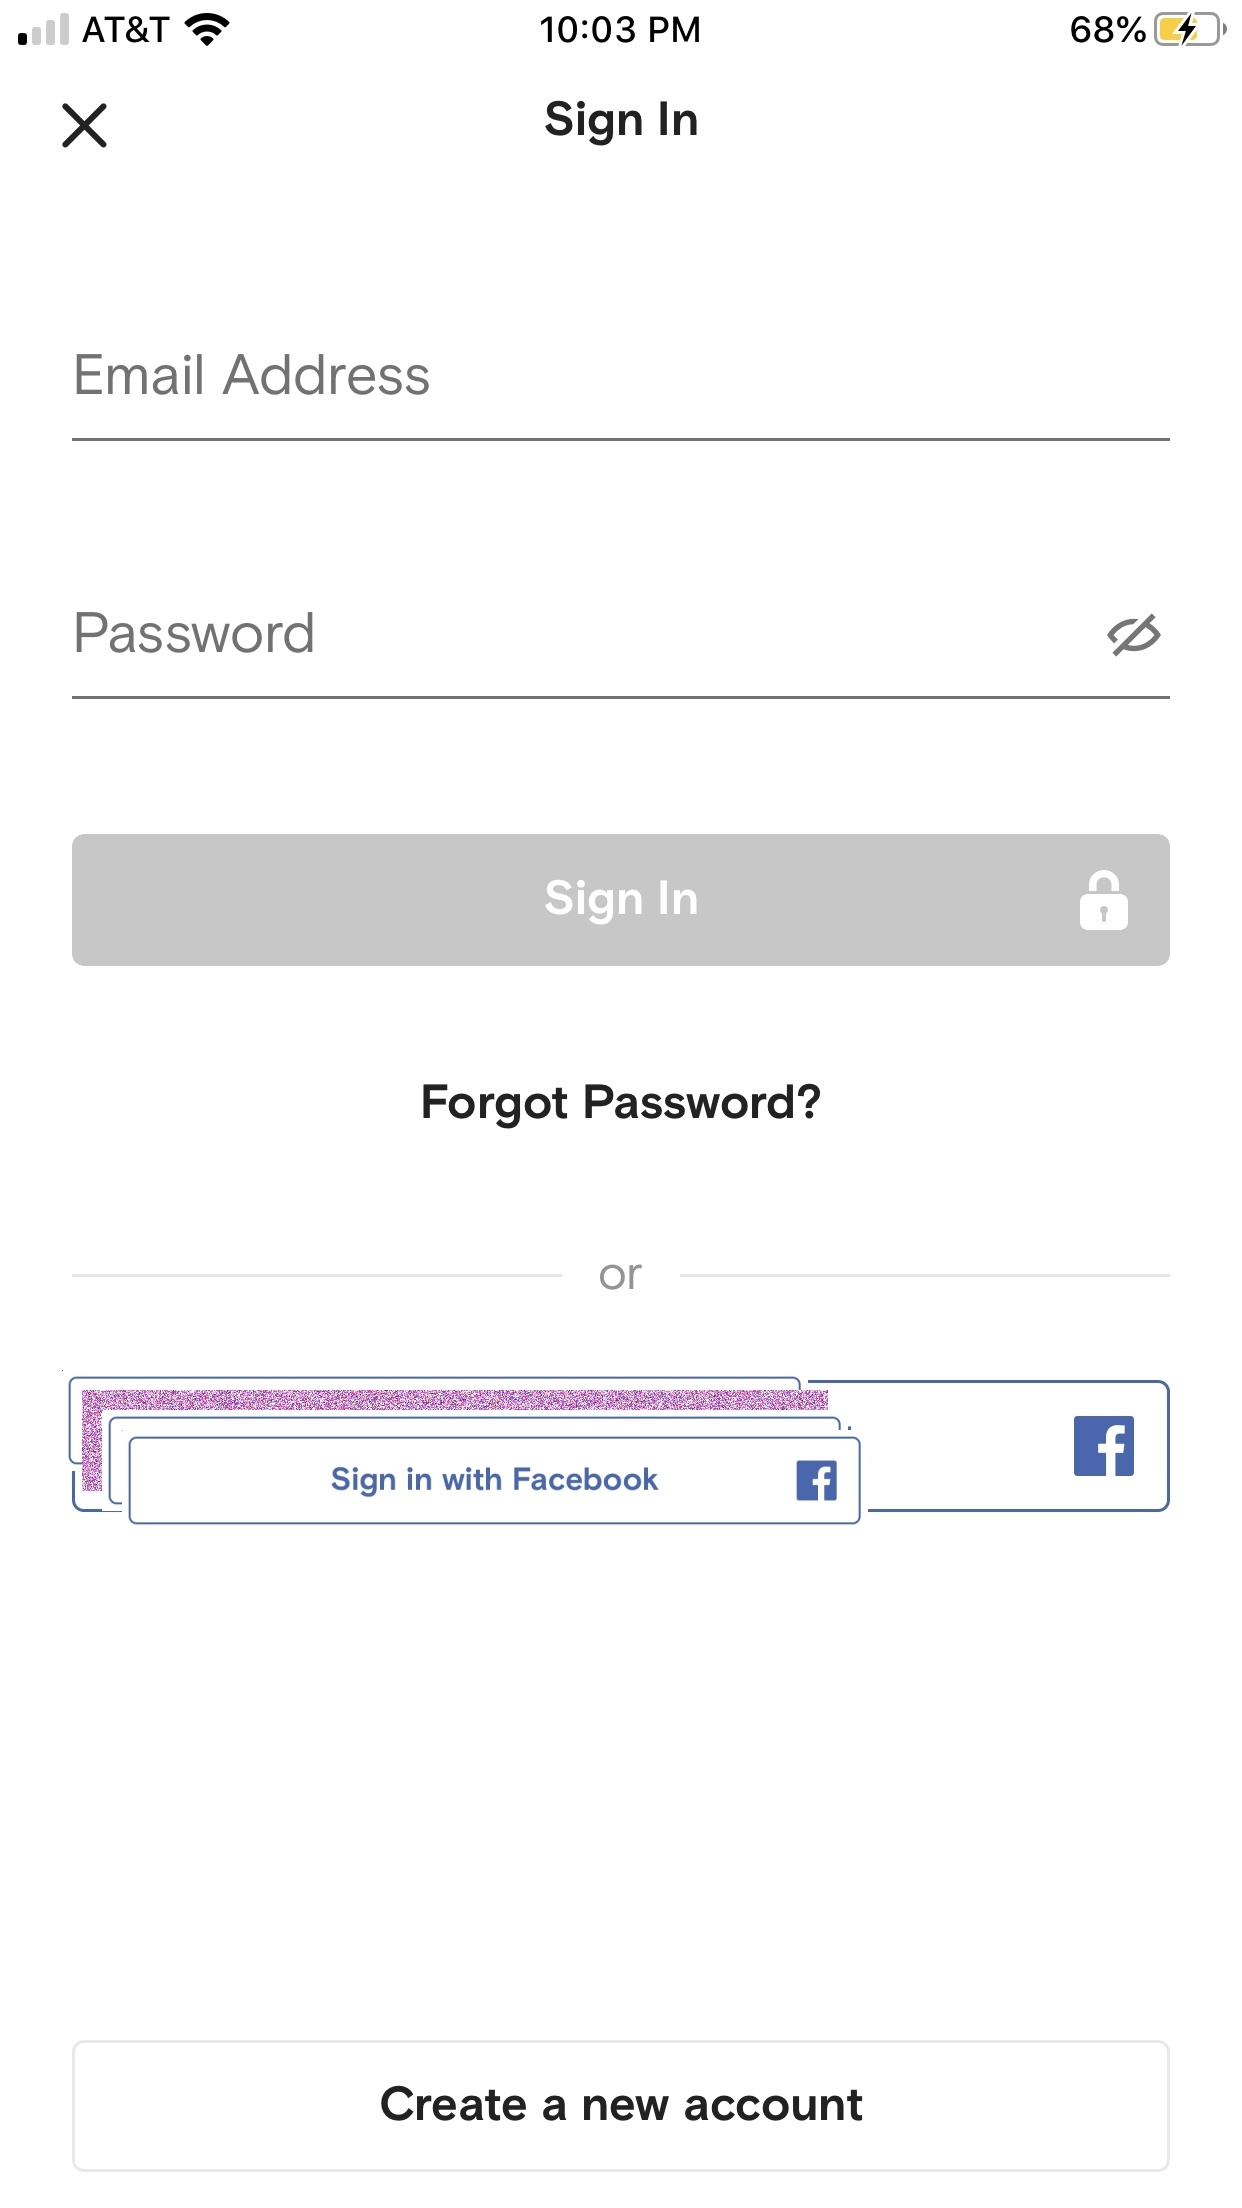 AT&T 10:03 PM 68%
Sign In
Email Address
Password
Sign In
Forgot Password?
or
Sign in with Facebook
Create a new account